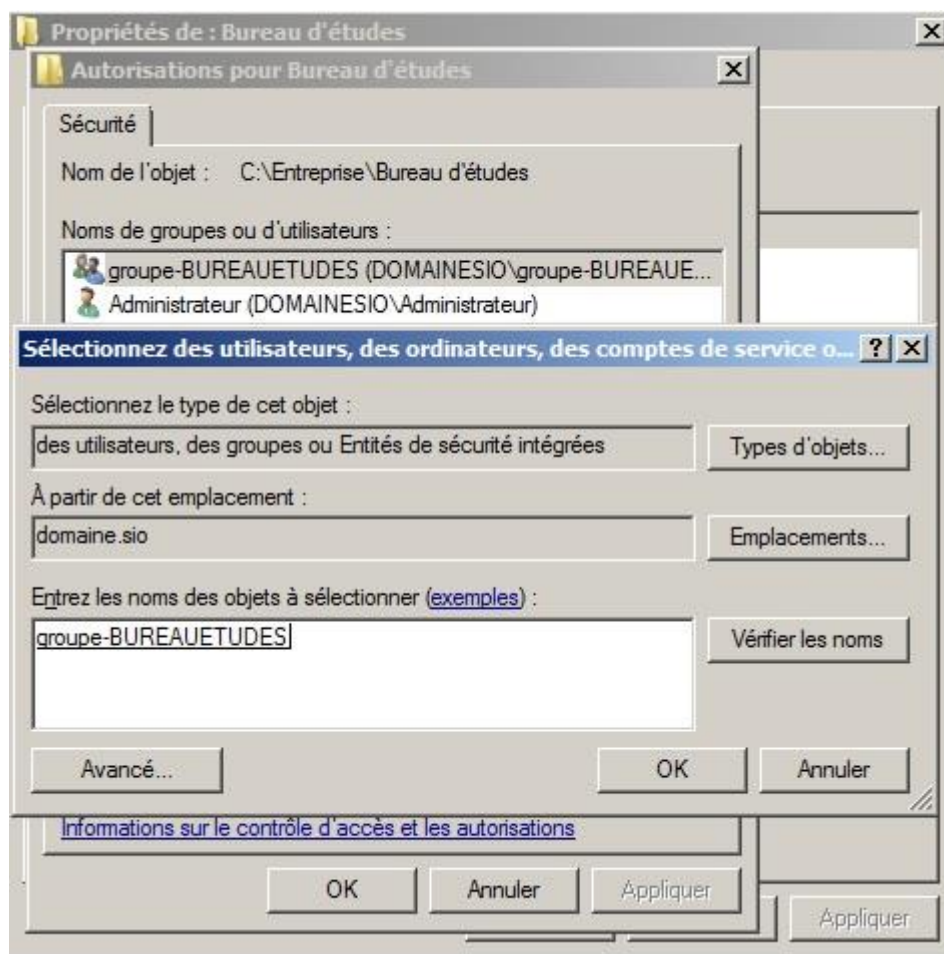 Propriétés de : Bureau d'études
Autorisations pour Bureau d'études
Sécurité
Nom de l'objet : C:\Entreprise\Bureau d'études
Noms de groupes ou d'utilisateurs :
groupe-BUREAUETUDES (DOMAINESIO\groupe-BUREAUE...
Administrateur (DOMAINESIO\Administrateur)
Sélectionnez des utilisateurs, des ordinateurs, des comptes de service o...
Sélectionnez le type de cet objet :
des utilisateurs, des groupes ou Entités de sécurité intégrées
Types d'objets...
À partir de cet emplacement :
domaine.sio
Emplacements...
Entrez les noms des objets à sélectionner (exemples) :
groupe-BUREAUETUDES
Vérifier les noms
Avancé...
OK
Annuler
Informations sur le contrôle d'accès et les autorisations
OK
Annuler
Appliquer
Appliquer